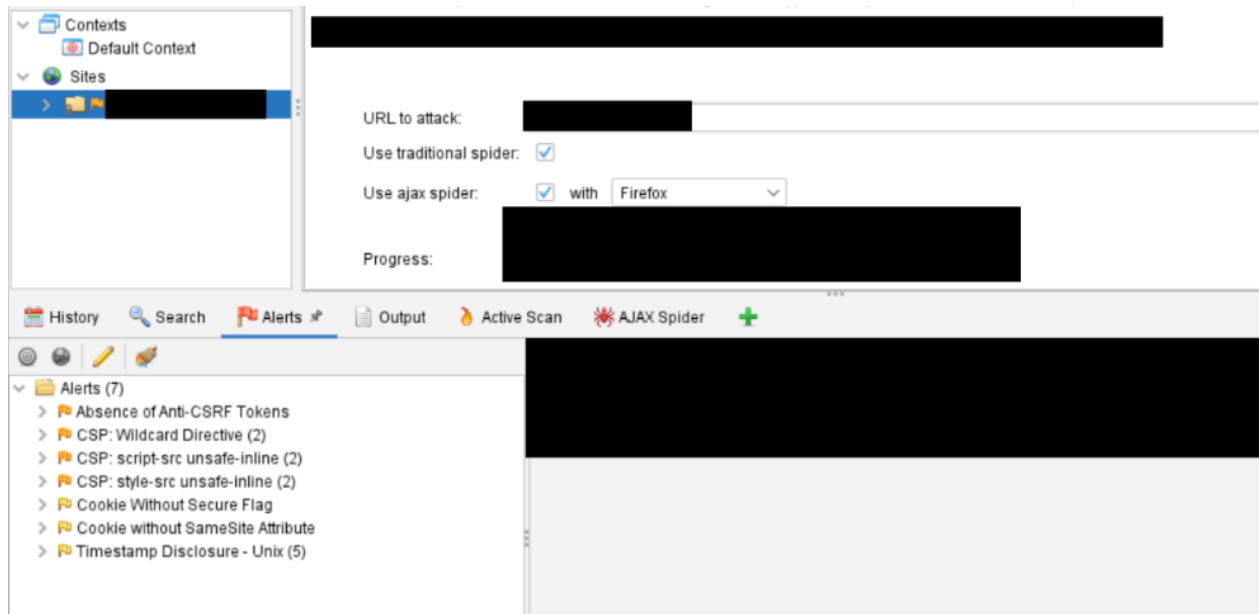 Contexts
Default Context
Sites
URL to attack:
Use traditional spider:
Use ajax spider: with Firefox
Progress:
History Search Alerts Output Active Scan AJAX Spider
Alerts (7)
Absence of Anti-CSRF Tokens
CSP: Wildcard Directive (2)
CSP: script-src unsafe-inline (2)
CSP: style-src unsafe-inline (2)
Cookie Without Secure Flag
Cookie without SameSite Attribute
Timestamp Disclosure - Unix (5)